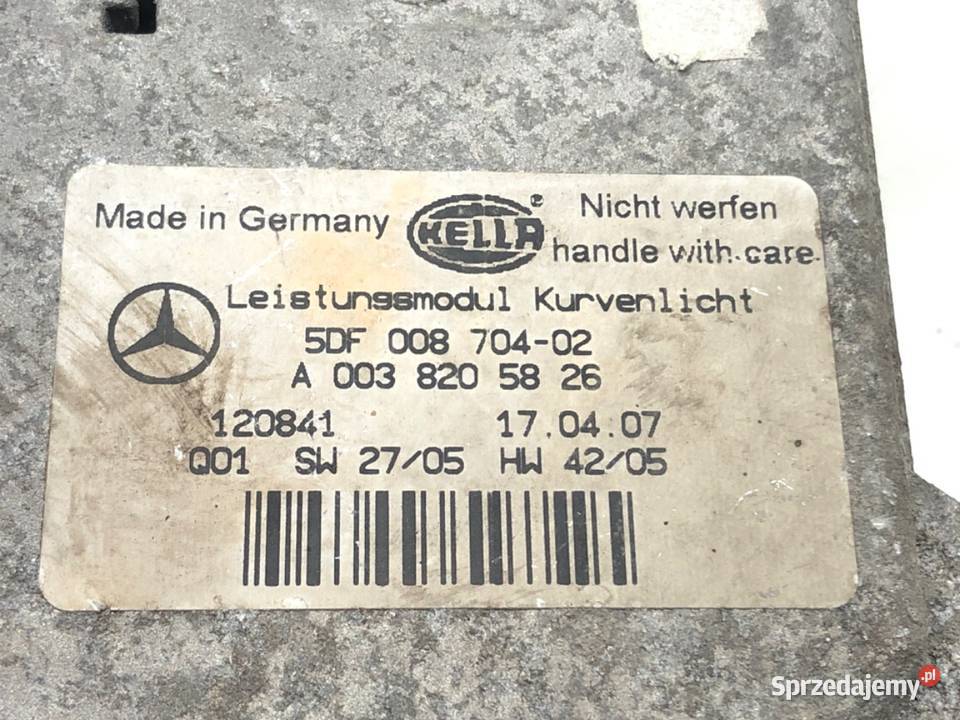 Made in Germany
HELLA ®
Nicht werfen
handle with care
Leistungsmodul Kurvenlicht
5DF 008 704-02
A 003 820 58 26
120841 17.04.07
Q01 SW 27/05 HW 42/05
Sprzedajemy.pl